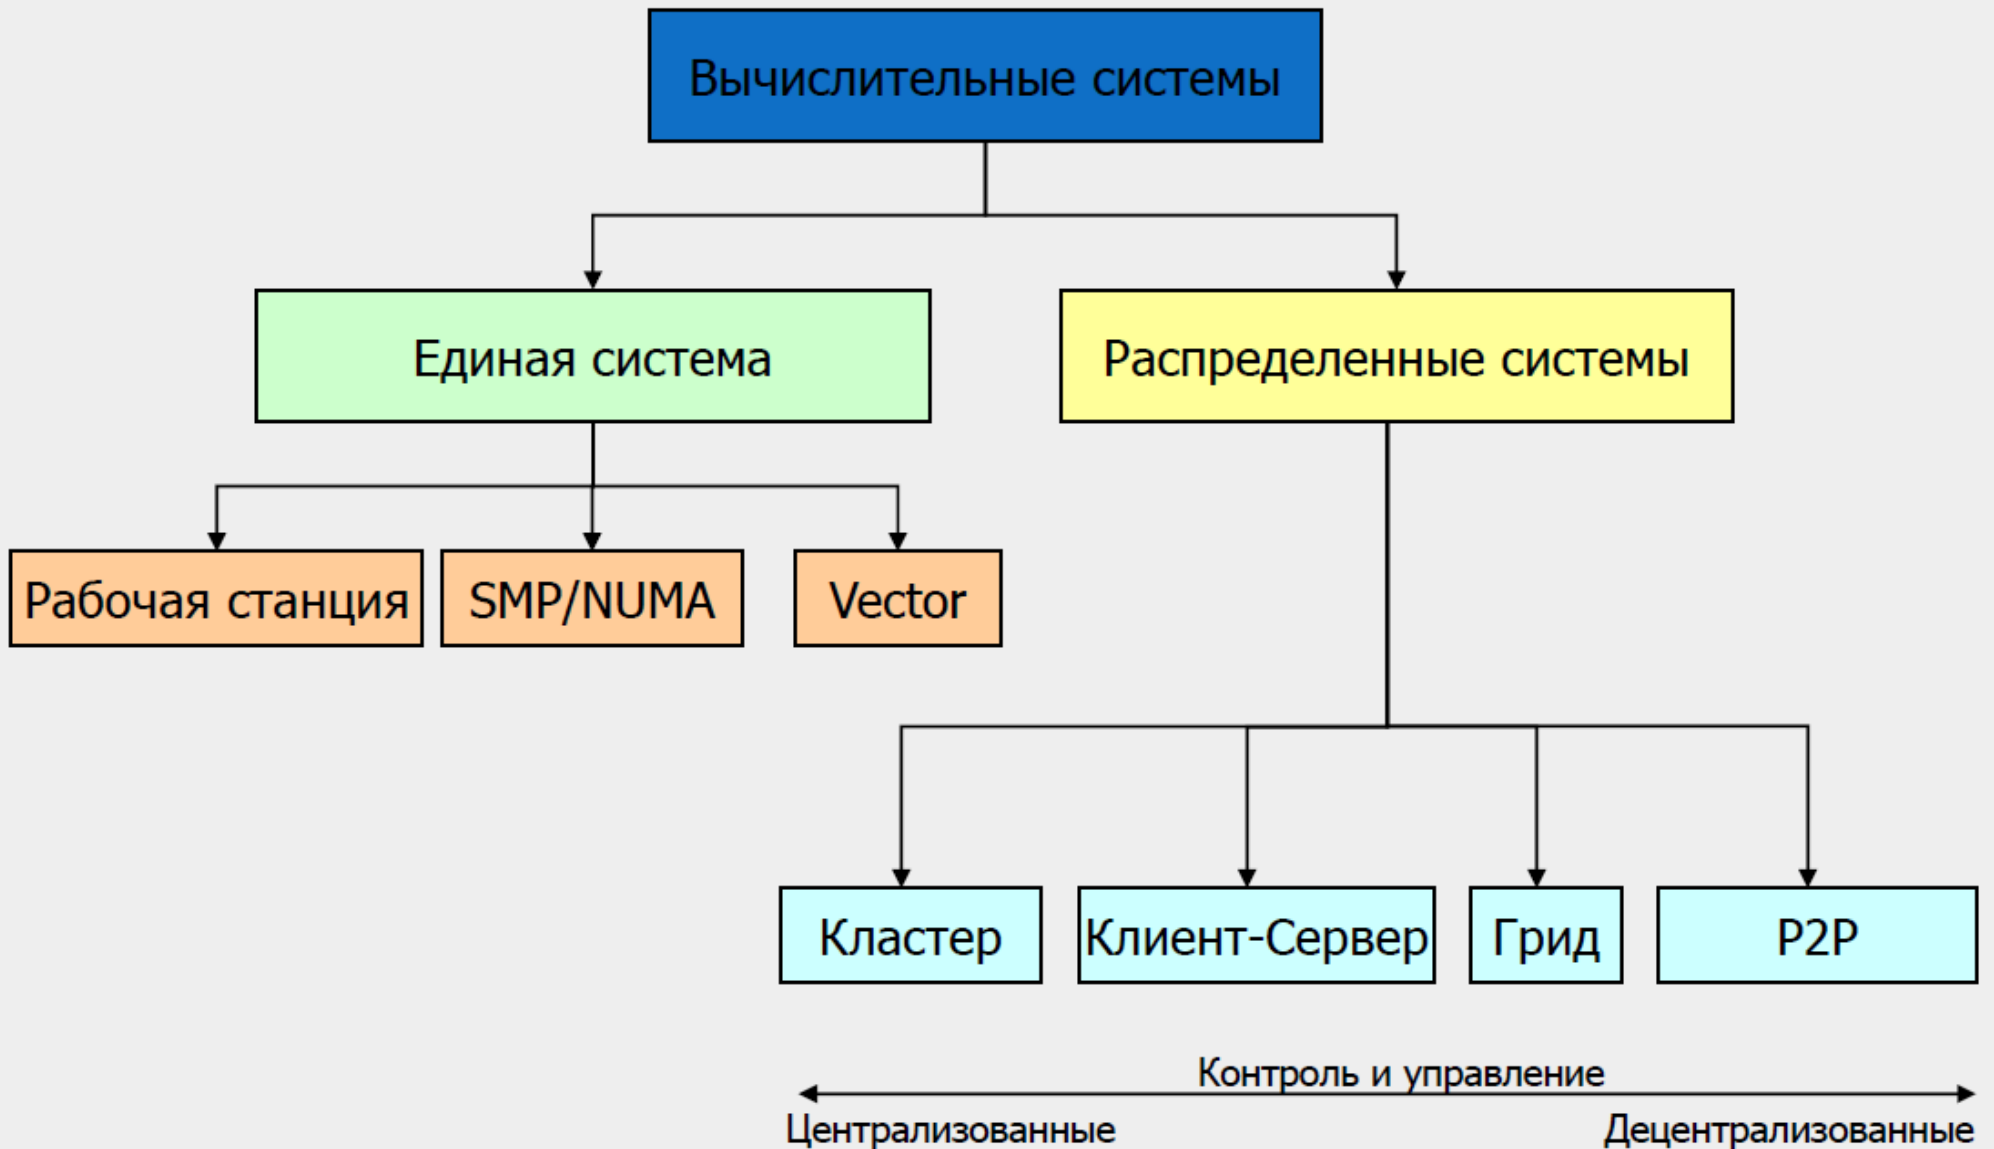 Вычислительные системы
Единая система
Распределенные системы
Рабочая станция
SMP/NUMA
Vector
Кластер
Клиент-Сервер
Грид
P2P
Контроль и управление
Централизованные
Децентрализованные